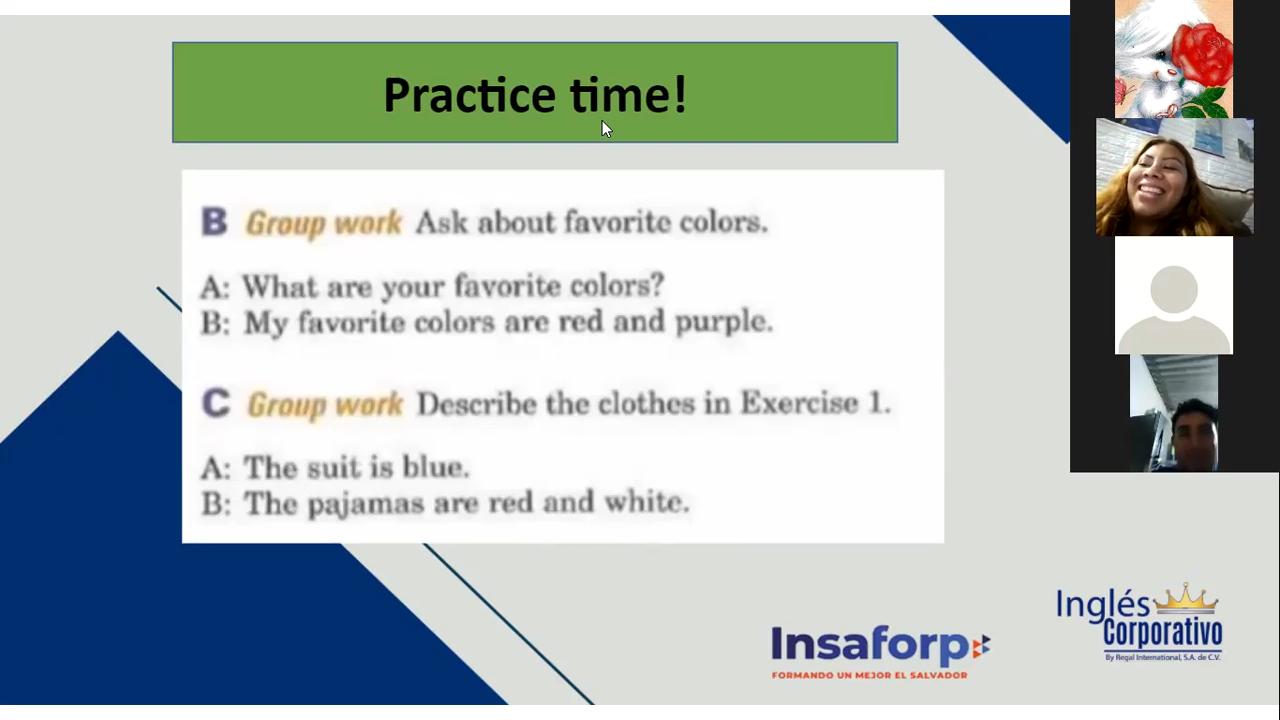 Practice time!
B Group work Ask about favorite colors.
A: What are your favorite colors?
B: My favorite colors are red and purple.
C Group work Describe the clothes in Exercise 1.
A: The suit is blue.
B: The pajamas are red and white.
Insaforp
FORMANDO UN MEJOR EL SALVADOR
Inglés
Corporativo
By Regal International, S.A. de C.V.